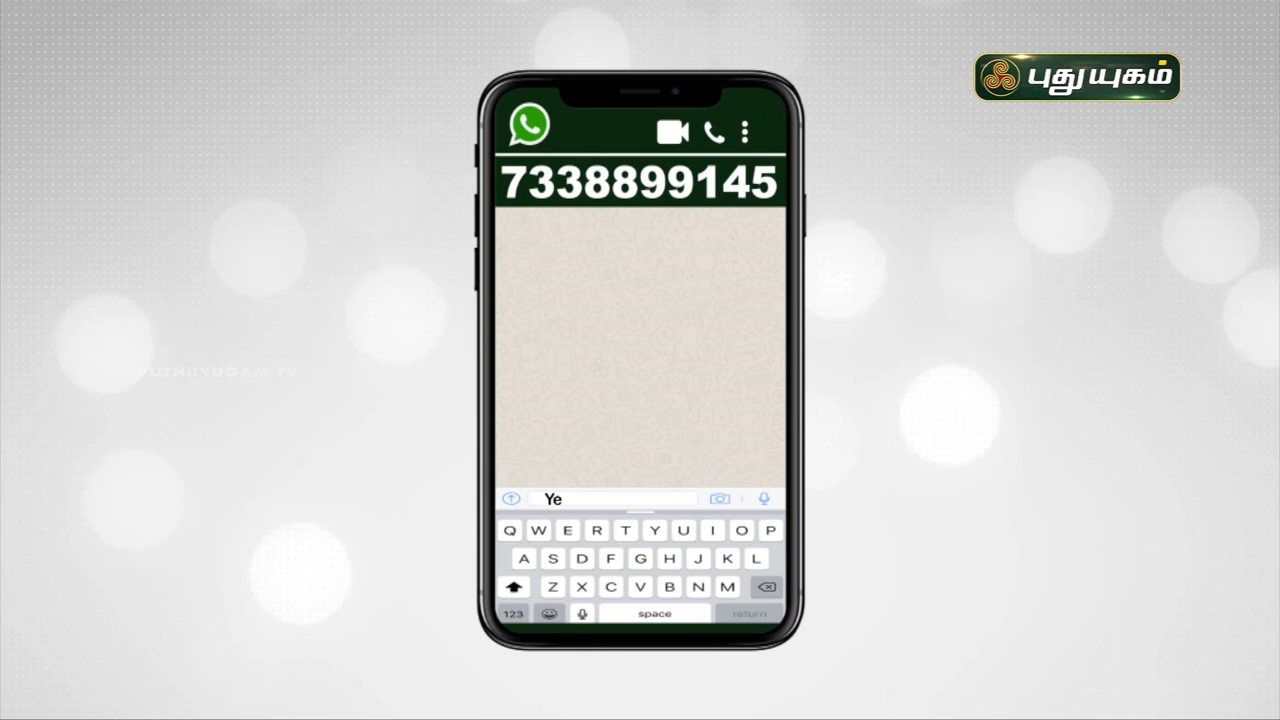 புதுயுகம்
7338899145
PUTHUYUGAM TV
Ye
Q W E R T Y U I O P
A S D F G H J K L
Z X C V B N M
123 space return